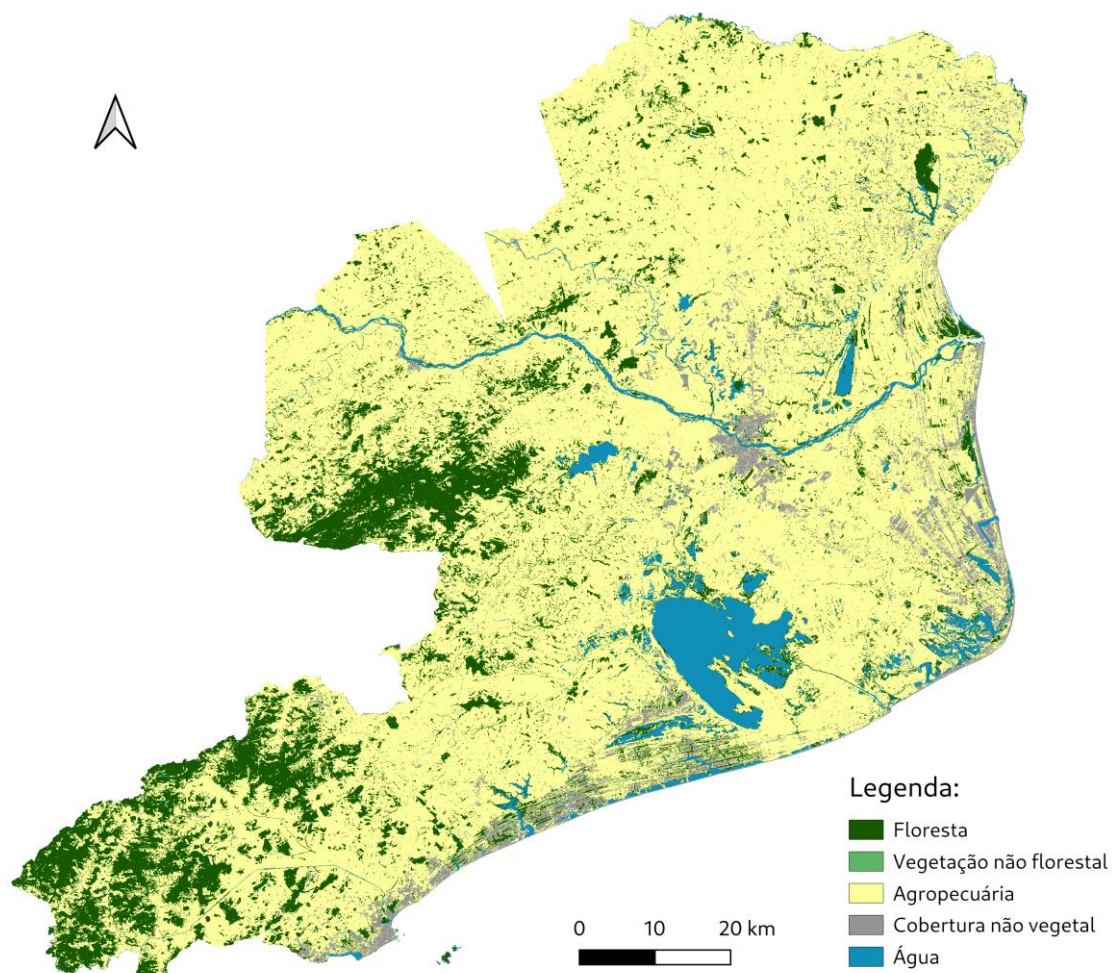 Legenda:
Floresta
Vegetação não florestal
Agropecuária
Cobertura não vegetal
Água
0 10 20 km